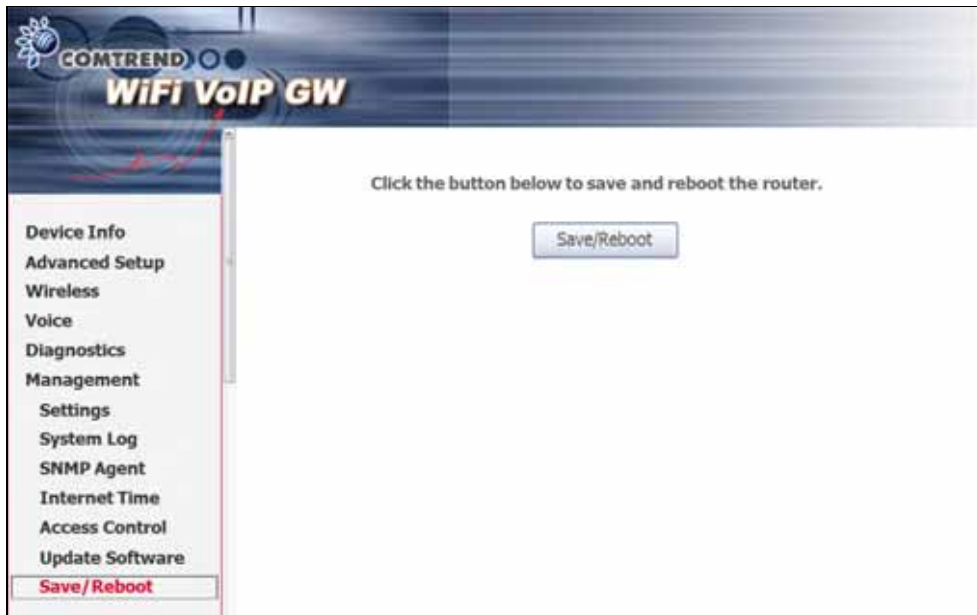 COMTREND
WiFi VoIP GW
Device Info
Advanced Setup
Wireless
Voice
Diagnostics
Management
Settings
System Log
SNMP Agent
Internet Time
Access Control
Update Software
Save/Reboot
Click the button below to save and reboot the router.
Save/Reboot